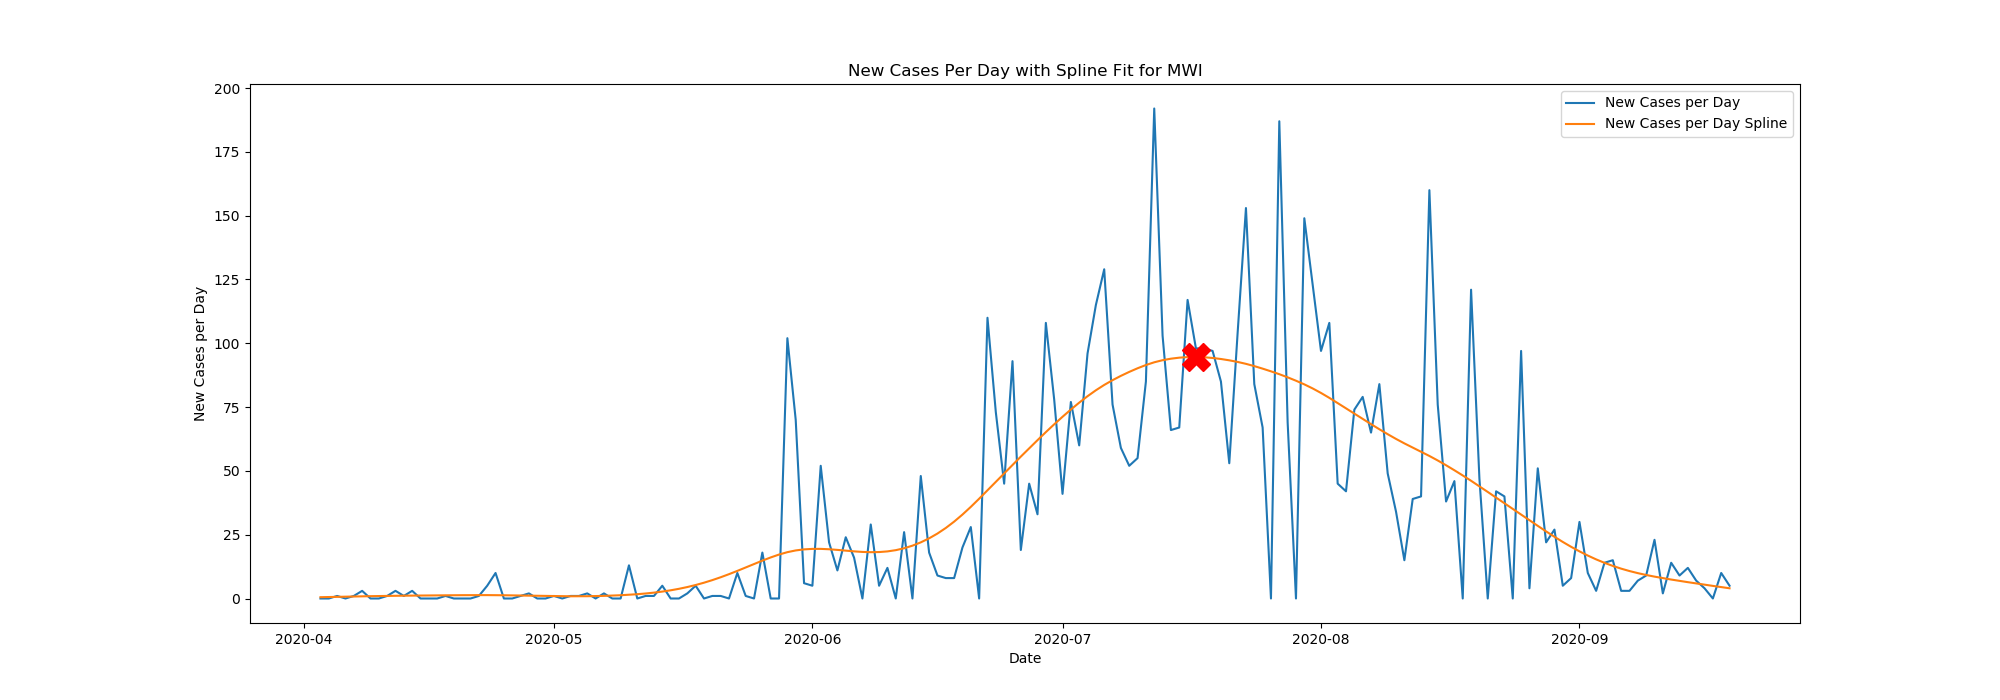 New Cases Per Day with Spline Fit for MWI
New Cases per Day
New Cases per Day Spline
200
175
150
125
100
75
50
25
0
New Cases per Day
2020-04 2020-05 2020-06 2020-07 2020-08 2020-09
Date